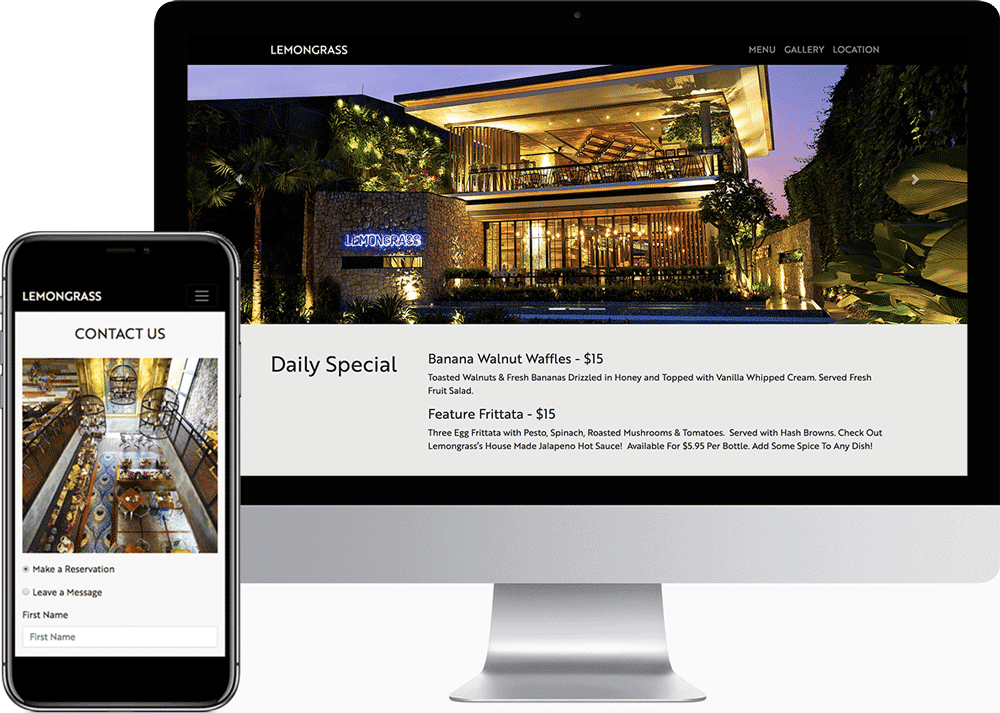 LEMONGRASS
MENU GALLERY LOCATION
LEMONGRASS
Daily Special
Banana Walnut Waffles - $15
Toasted Walnuts & Fresh Bananas Drizzled in Honey and Topped with Vanilla Whipped Cream. Served Fresh
Fruit Salad.
Feature Frittata - $15
Three Egg Frittata with Pesto, Spinach, Roasted Mushrooms & Tomatoes. Served with Hash Browns. Check Out
Lemongrass's House Made Jalapeno Hot Sauce! Available For $5.95 Per Bottle. Add Some Spice To Any Dish!
LEMONGRASS
CONTACT US
Make a Reservation
Leave a Message
First Name
First Name